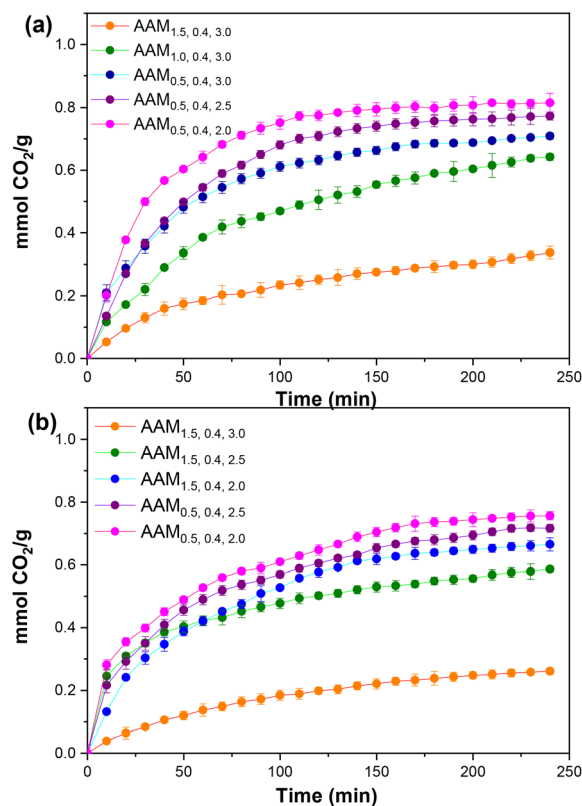 (a)
AAM1.5, 0.4, 3.0
AAM1.0, 0.4, 3.0
AAM0.5, 0.4, 3.0
AAM0.5, 0.4, 2.5
AAM0.5, 0.4, 2.0
mmol CO2/g
1.0
0.8
0.6
0.4
0.2
0.0
0 50 100 150 200 250
Time (min)
(b)
AAM1.5, 0.4, 3.0
AAM1.5, 0.4, 2.5
AAM1.5, 0.4, 2.0
AAM0.5, 0.4, 2.5
AAM0.5, 0.4, 2.0
mmol CO2/g
1.0
0.8
0.6
0.4
0.2
0.0
0 50 100 150 200 250
Time (min)